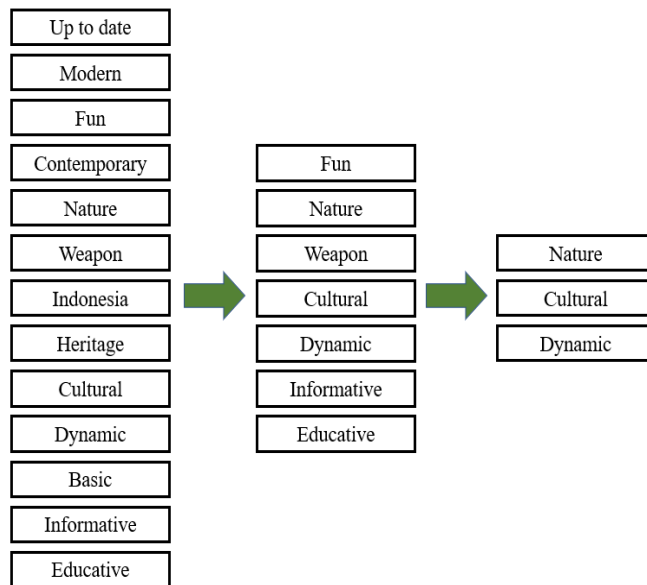 Up to date
Modern
Fun
Contemporary
Nature
Weapon
Indonesia
Heritage
Cultural
Dynamic
Basic
Informative
Educative
Fun
Nature
Weapon
Cultural
Dynamic
Informative
Educative
Nature
Cultural
Dynamic